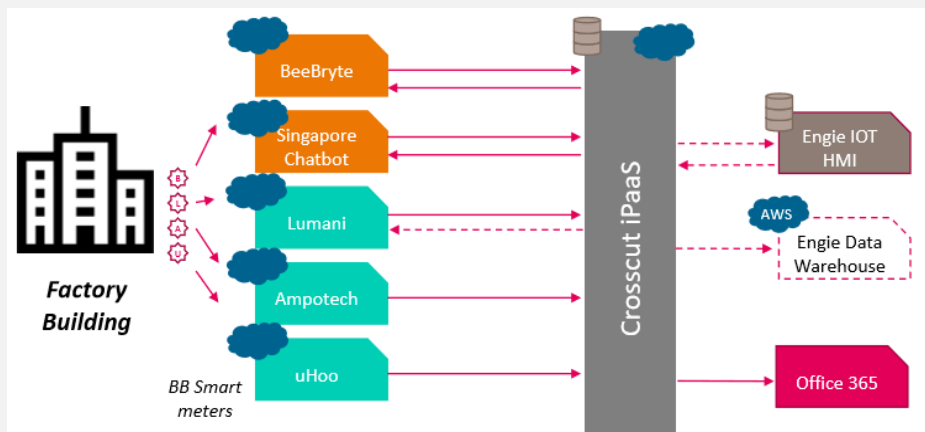 BeeBryte
Singapore
Chatbot
Lumani
Ampotech
uHoo
Factory
Building
B
L
A
U
BB Smart
meters
Crosscut iPaaS
Engie IOT
HMI
AWS
Engie Data
Warehouse
Office 365